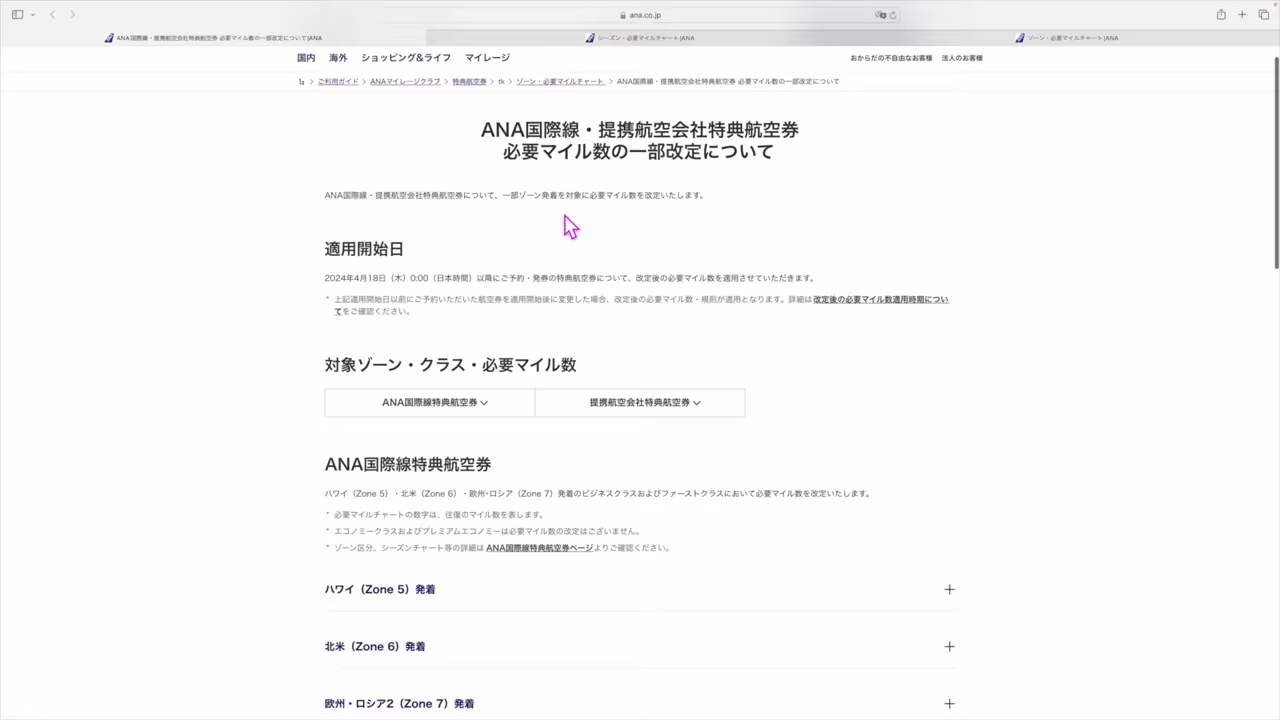 ana.co.jp
ANA国際線・提携航空会社特典航空券 必要マイル数の一部改定について|ANA
シーズン・必要マイルチャート|ANA
ゾーン・必要マイルチャート|ANA
国内 海外 ショッピング&ライフ マイレージ
おからだの不自由なお客様 法人のお客様
ご利用ガイド > ANAマイレージクラブ > 特典航空券 > tk > ゾーン・必要マイルチャート > ANA国際線・提携航空会社特典航空券 必要マイル数の一部改定について
ANA国際線・提携航空会社特典航空券
必要マイル数の一部改定について
ANA国際線・提携航空会社特典航空券について、一部ゾーン発着を対象に必要マイル数を改定いたします。
適用開始日
2024年4月18日（木）0:00（日本時間）以降にご予約・発券の特典航空券について、改定後の必要マイル数を適用させていただきます。
* 上記適用開始日以前にご予約いただいた航空券を適用開始後に変更した場合、改定後の必要マイル数・規則が適用となります。詳細は改定後の必要マイル数適用時期につい
てをご確認ください。
対象ゾーン・クラス・必要マイル数
ANA国際線特典航空券
提携航空会社特典航空券
ANA国際線特典航空券
ハワイ（Zone 5）・北米（Zone 6）・欧州･ロシア（Zone 7）発着のビジネスクラスおよびファーストクラスにおいて必要マイル数を改定いたします。
* 必要マイルチャートの数字は、往復のマイル数を表します。
* エコノミークラスおよびプレミアムエコノミーは必要マイル数の改定はございません。
* ゾーン区分、シーズンチャート等の詳細はANA国際線特典航空券ページよりご確認ください。
ハワイ（Zone 5）発着
北米（Zone 6）発着
欧州・ロシア2（Zone 7）発着